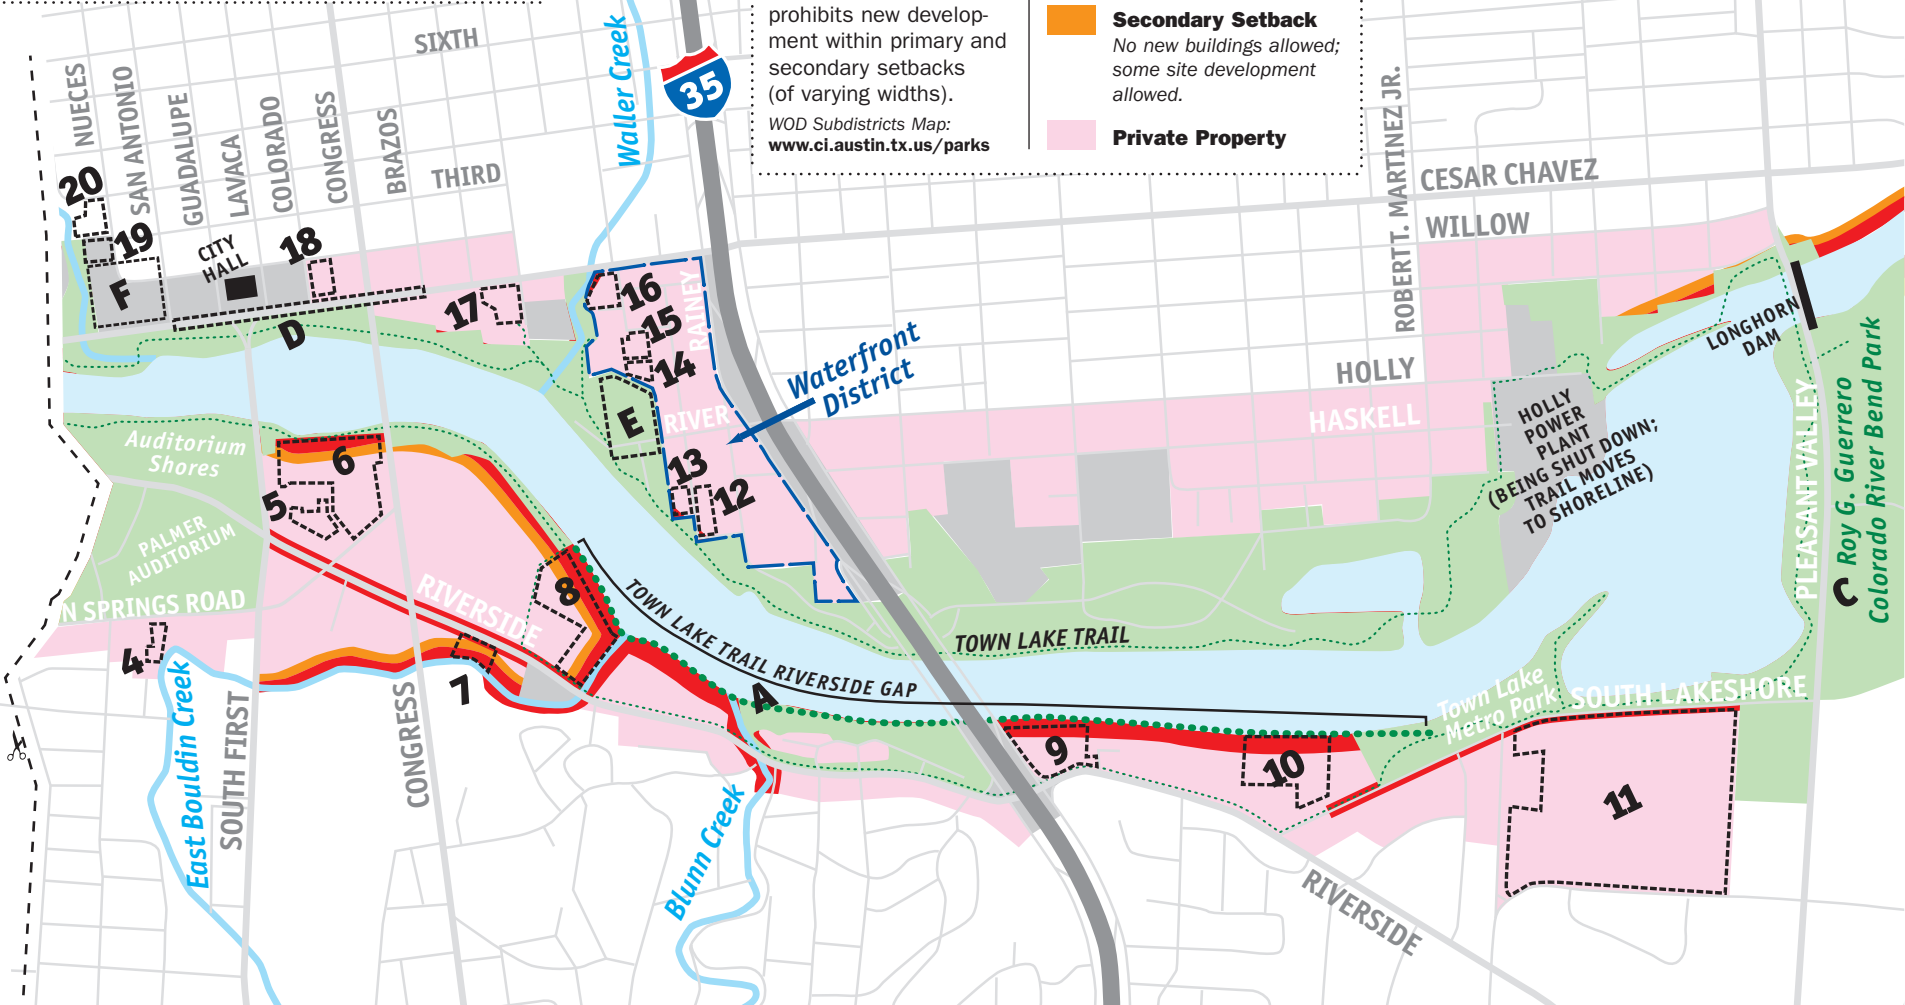 prohibits new develop-
ment within primary and
secondary setbacks
(of varying widths).
WOD Subdistricts Map:
www.ci.austin.tx.us/parks
Secondary Setback
No new buildings allowed;
some site development
allowed.
Private Property
SIXTH
NUECES
SAN ANTONIO
GUADALUPE
LAVACA
COLORADO
CONGRESS
BRAZOS
THIRD
Waller Creek
35
ROBERT T. MARTINEZ JR.
CESAR CHAVEZ
WILLOW
20
19
F
CITY
HALL
18
D
17
16
15
14
RAINEY
E
RIVER
13
12
Waterfront
District
HOLLY
HASKELL
HOLLY
POWER
PLANT
(BEING SHUT DOWN;
TRAIL MOVES
TO SHORELINE)
LONGHORN
DAM
PLEASANT VALLEY
C
Roy G. Guerrero
Colorado River Bend Park
Auditorium
Shores
PALMER
AUDITORIUM
N SPRINGS ROAD
5
6
RIVERSIDE
8
4
7
TOWN LAKE TRAIL RIVERSIDE GAP
A
TOWN LAKE TRAIL
9
10
Town Lake
Metro Park
SOUTH LAKESHORE
11
East Bouldin Creek
SOUTH FIRST
CONGRESS
Blunn Creek
RIVERSIDE